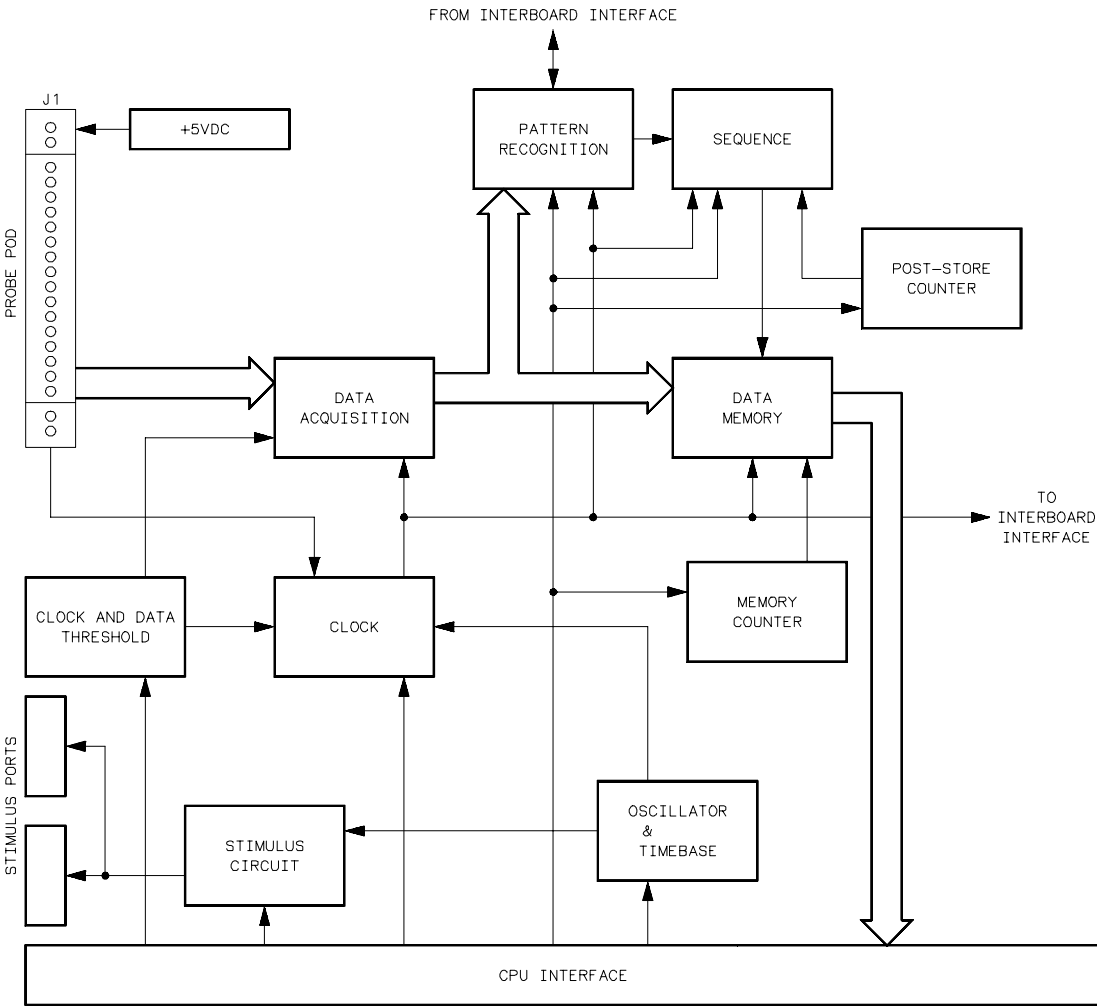 FROM INTERBOARD INTERFACE
J1
+5VDC
PATTERN
RECOGNITION
SEQUENCE
PROBE POD
POST-STORE
COUNTER
DATA
ACQUISITION
DATA
MEMORY
TO
INTERBOARD
INTERFACE
CLOCK AND DATA
THRESHOLD
CLOCK
MEMORY
COUNTER
STIMULUS PORTS
OSCILLATOR
&
TIMEBASE
STIMULUS
CIRCUIT
CPU INTERFACE